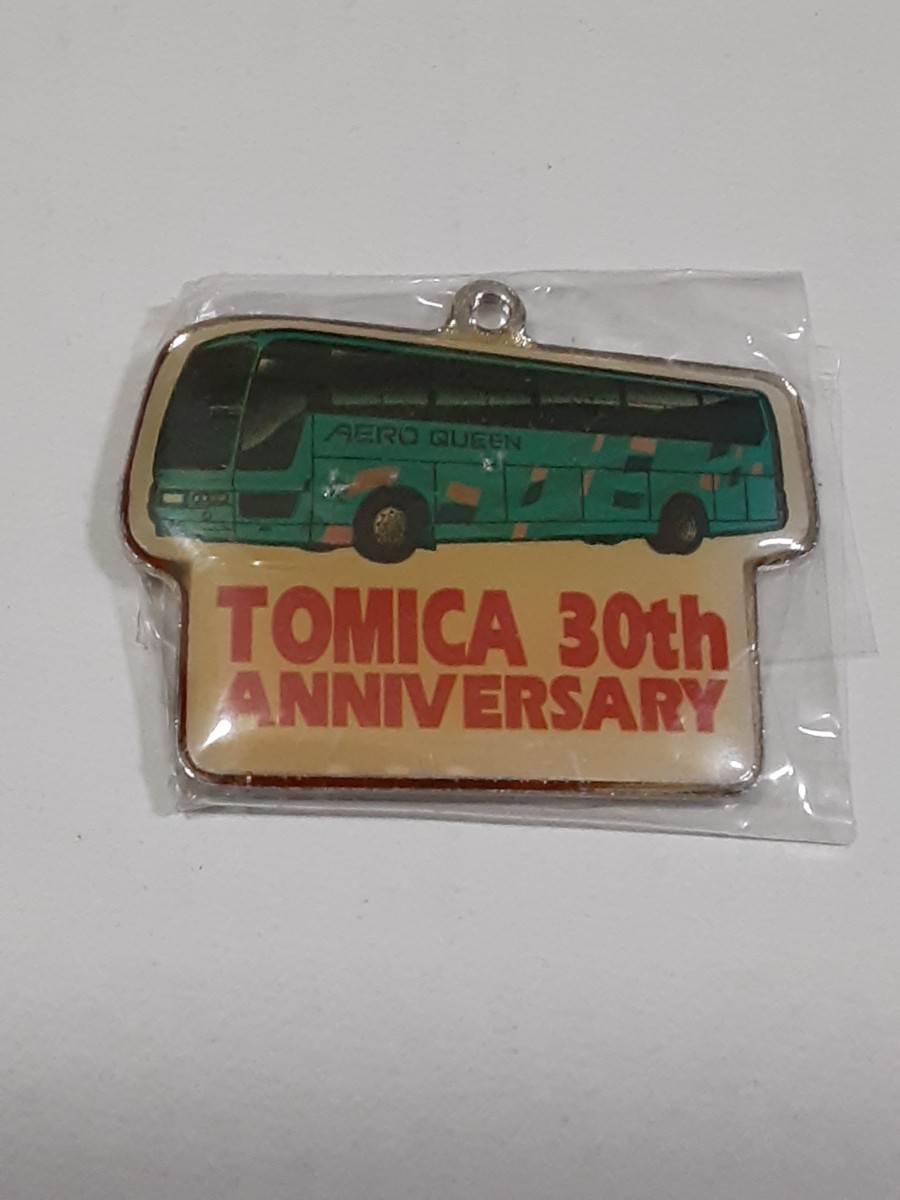 AERO QUEEN
TOMICA 30th
ANNIVERSARY